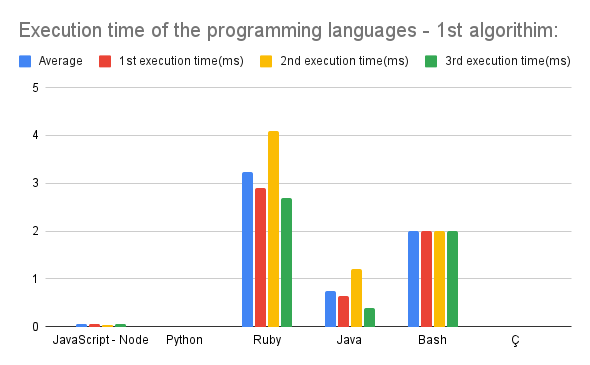 Execution time of the programming languages - 1st algorithim:
Average 1st execution time(ms) 2nd execution time(ms) 3rd execution time(ms)
5
4
3
2
1
0
JavaScript - Node Python Ruby Java Bash Ç